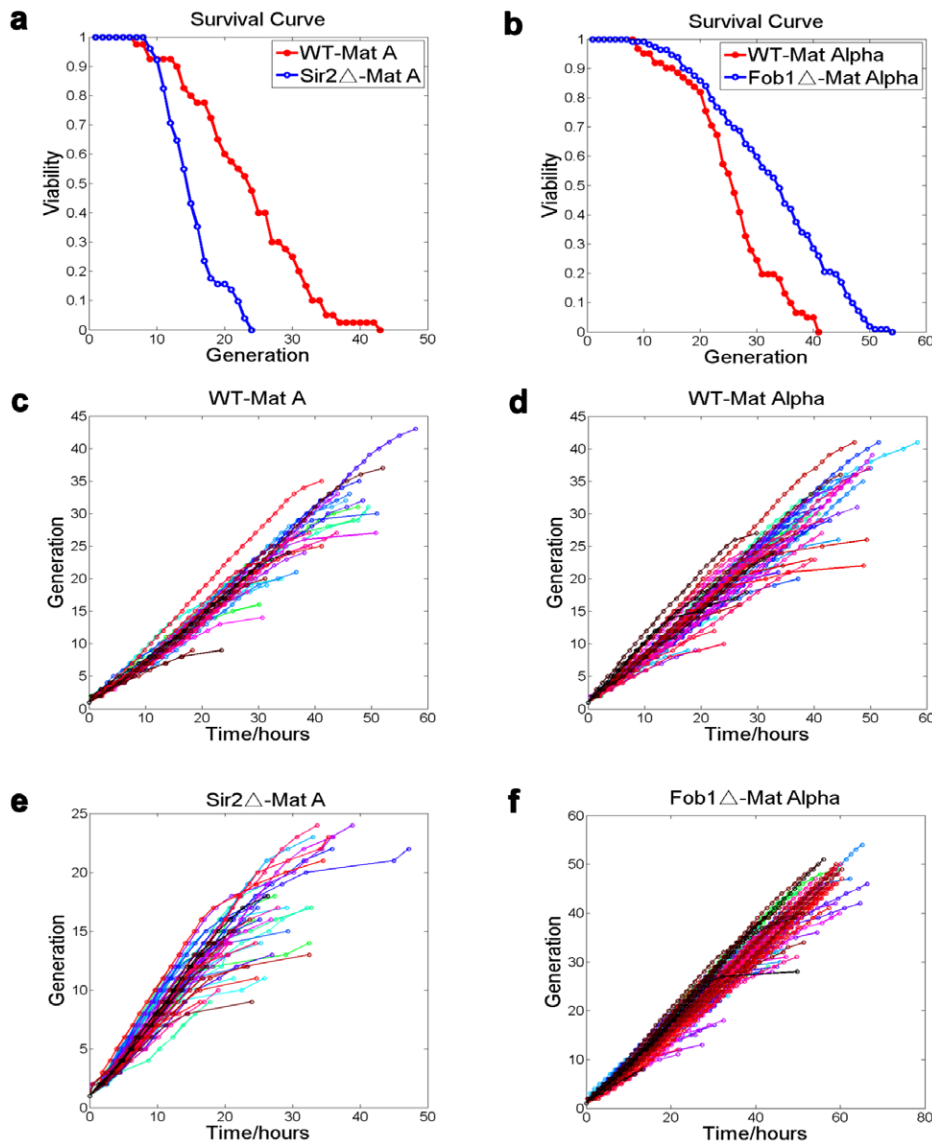 a
Survival Curve
WT-Mat A
Sir2△-Mat A
Viability
1
0.9
0.8
0.7
0.6
0.5
0.4
0.3
0.2
0.1
0
0 10 20 30 40 50
Generation
b
Survival Curve
WT-Mat Alpha
Fob1△-Mat Alpha
Viability
1
0.9
0.8
0.7
0.6
0.5
0.4
0.3
0.2
0.1
0
0 10 20 30 40 50 60
Generation
c
WT-Mat A
Generation
45
40
35
30
25
20
15
10
5
0
0 10 20 30 40 50 60
Time/hours
d
WT-Mat Alpha
Generation
45
40
35
30
25
20
15
10
5
0
0 10 20 30 40 50 60
Time/hours
e
Sir2△-Mat A
Generation
25
20
15
10
5
0
0 10 20 30 40 50
Time/hours
f
Fob1△-Mat Alpha
Generation
60
50
40
30
20
10
0
0 20 40 60 80
Time/hours